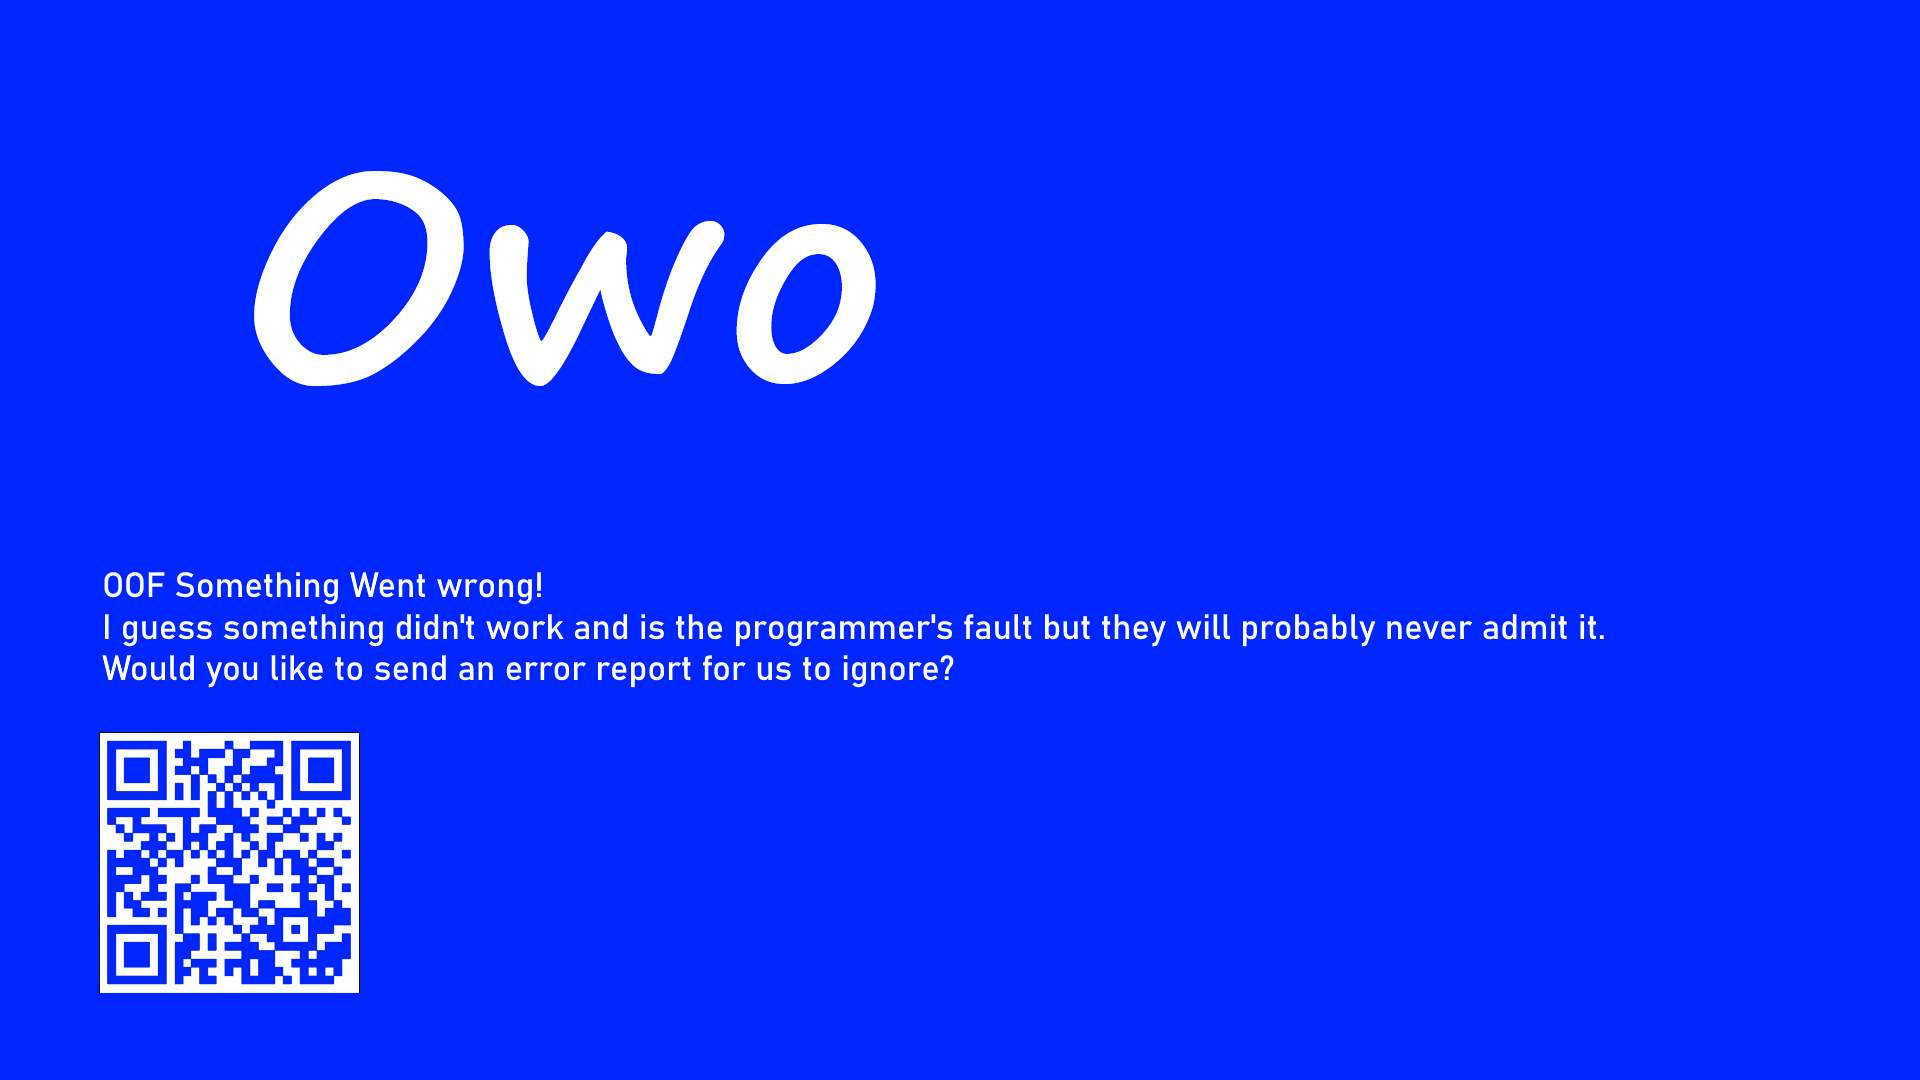 Owo
OOF Something Went wrong!
I guess something didn't work and is the programmer's fault but they will probably never admit it.
Would you like to send an error report for us to ignore?